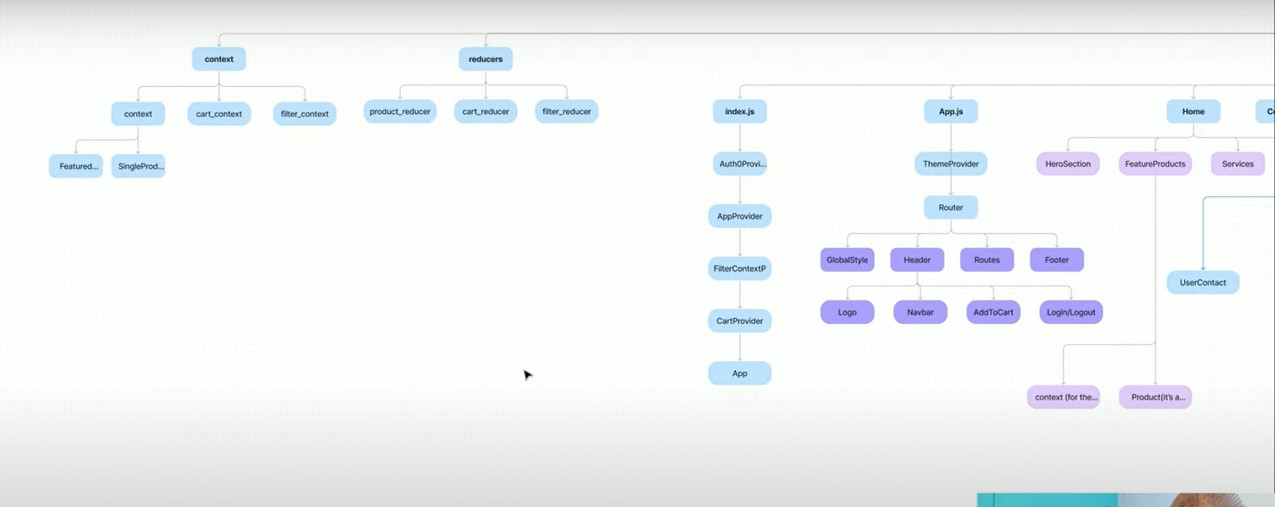 context
reducers
context
cart_context
filter_context
product_reducer
cart_reducer
filter_reducer
Featured...
SingleProd...
index.js
App.js
Home
Auth0Provi...
ThemeProvider
HeroSection
FeatureProducts
Services
AppProvider
Router
FilterContextP
GlobalStyle
Header
Routes
Footer
UserContact
CartProvider
Logo
Navbar
AddToCart
Login/Logout
App
context (for the...
Product(it's a...